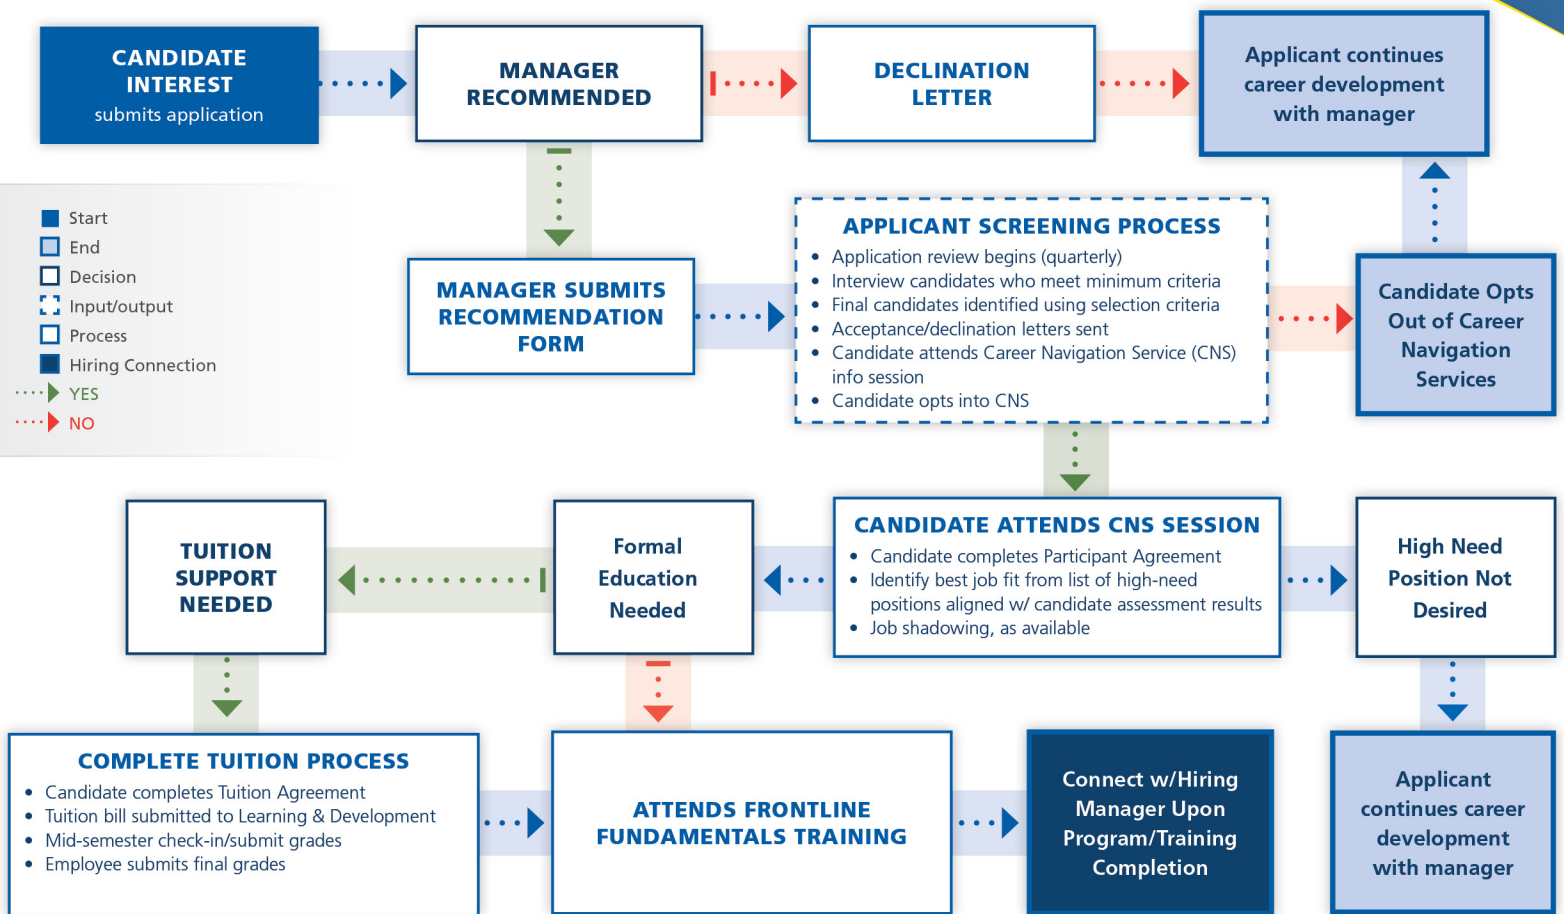 CANDIDATE
INTEREST
submits application
MANAGER
RECOMMENDED
DECLINATION
LETTER
Applicant continues
career development
with manager
Start
End
Decision
Input/output
Process
Hiring Connection
YES
NO
MANAGER SUBMITS
RECOMMENDATION
FORM
APPLICANT SCREENING PROCESS
• Application review begins (quarterly)
• Interview candidates who meet minimum criteria
• Final candidates identified using selection criteria
• Acceptance/declination letters sent
• Candidate attends Career Navigation Service (CNS)
info session
• Candidate opts into CNS
Candidate Opts
Out of Career
Navigation
Services
TUITION
SUPPORT
NEEDED
Formal
Education
Needed
CANDIDATE ATTENDS CNS SESSION
• Candidate completes Participant Agreement
• Identify best job fit from list of high-need
positions aligned w/ candidate assessment results
• Job shadowing, as available
High Need
Position Not
Desired
COMPLETE TUITION PROCESS
• Candidate completes Tuition Agreement
• Tuition bill submitted to Learning & Development
• Mid-semester check-in/submit grades
• Employee submits final grades
ATTENDS FRONTLINE
FUNDAMENTALS TRAINING
Connect w/Hiring
Manager Upon
Program/Training
Completion
Applicant
continues career
development
with manager